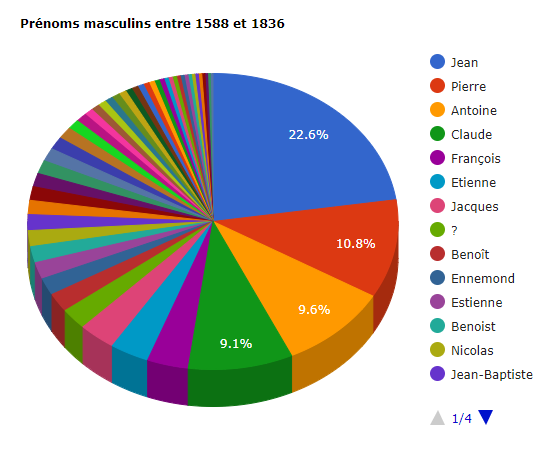 Prénoms masculins entre 1588 et 1836
22.6%
10.8%
9.6%
9.1%
Jean
Pierre
Antoine
Claude
François
Etienne
Jacques
?
Benoît
Ennemond
Estienne
Benoist
Nicolas
Jean-Baptiste
1/4